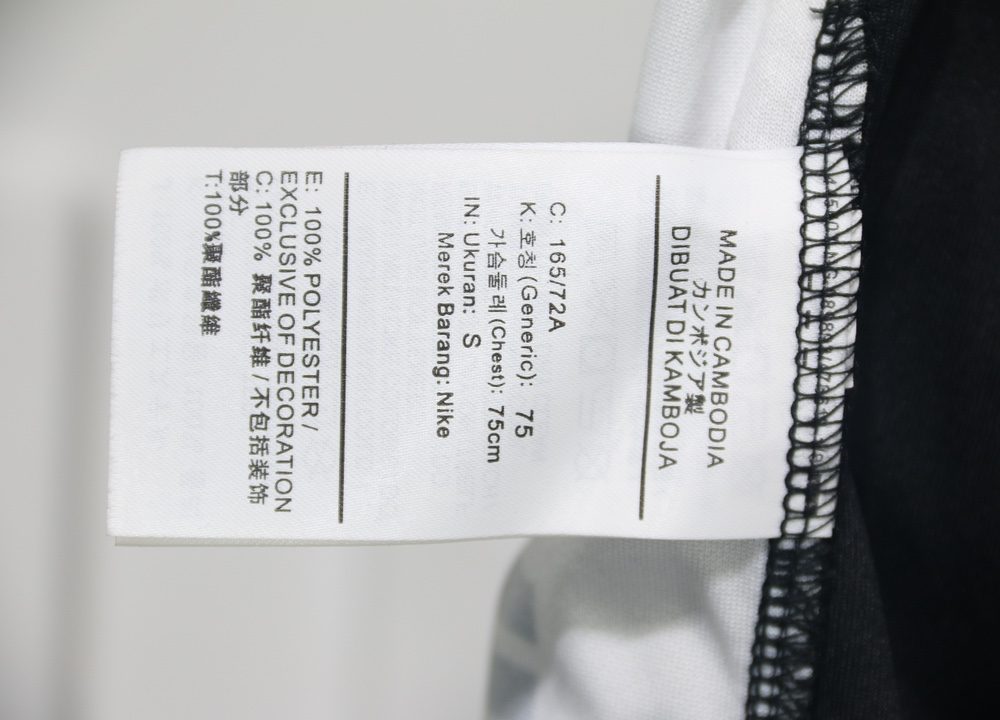 MADE IN CAMBODIA
カンボジア製
DIBUAT DI KAMBOJA
C: 165/72A
K: 호칭 (Generic): 75
가슴둘레 (Chest): 75cm
IN: Ukuran: S
Merek Barang: Nike
E: 100% POLYESTER /
EXCLUSIVE OF DECORATION
C: 100% 聚酯纤维 / 不包括装饰
部分
T: 100%聚酯纖維